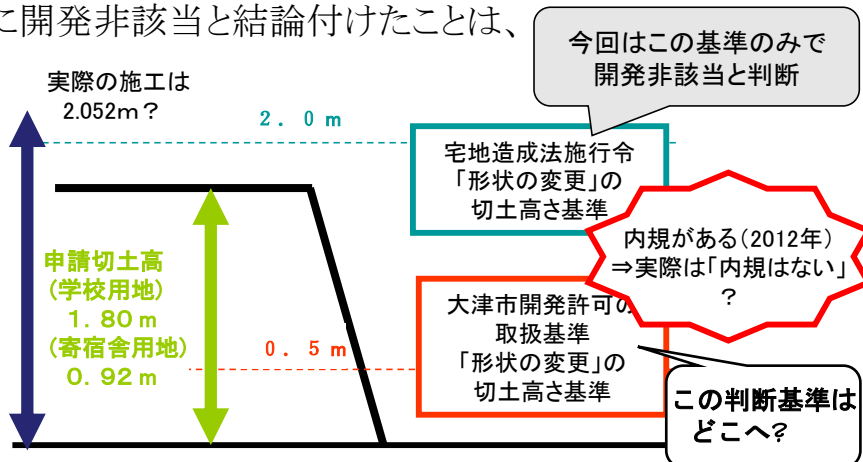 に開発非該当と結論付けたことは、
今回はこの基準のみで
開発非該当と判断
実際の施工は
2.052m？
2．0 m
宅地造成法施行令
「形状の変更」の
切土高さ基準
内規がある(2012年)
⇒実際は「内規はない」
？
申請切土高
(学校用地)
1．80 m
(寄宿舎用地)
0．92 m
0．5 m
大津市開発許可の
取扱基準
「形状の変更」の
切土高さ基準
この判断基準は
どこへ?